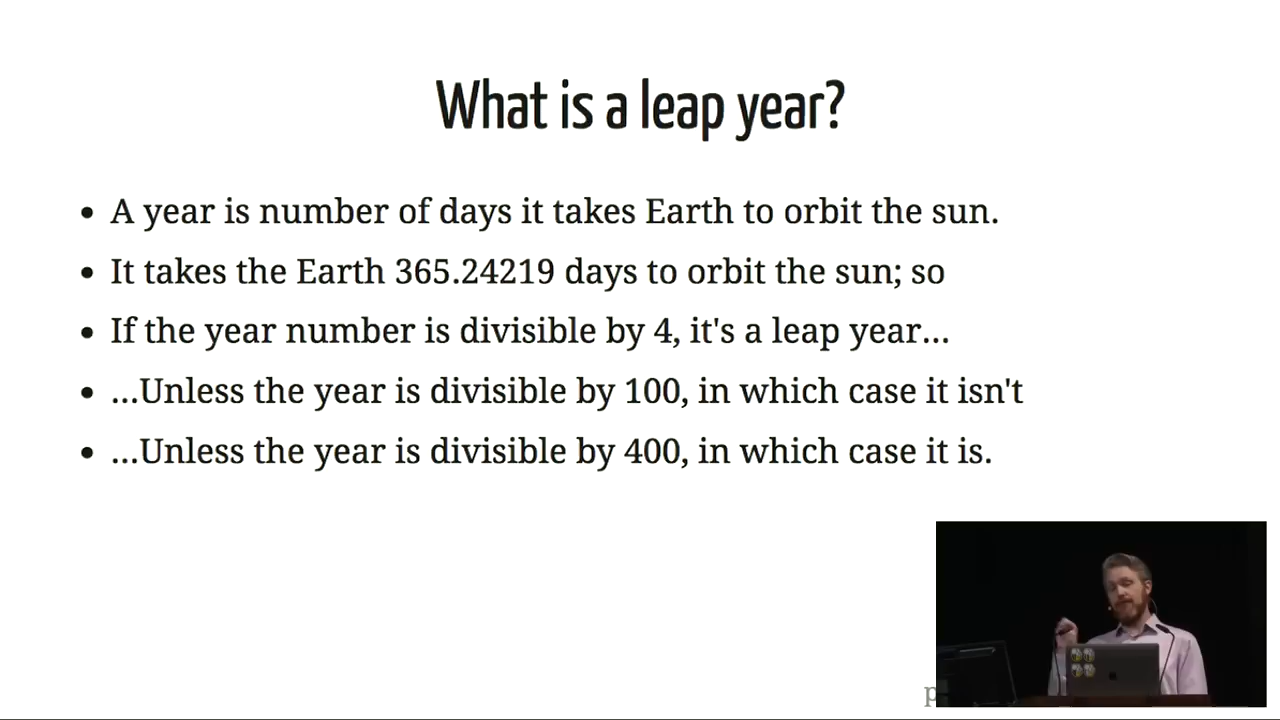 What is a leap year?
• A year is number of days it takes Earth to orbit the sun.
• It takes the Earth 365.24219 days to orbit the sun; so
• If the year number is divisible by 4, it's a leap year...
• ...Unless the year is divisible by 100, in which case it isn't
• ...Unless the year is divisible by 400, in which case it is.